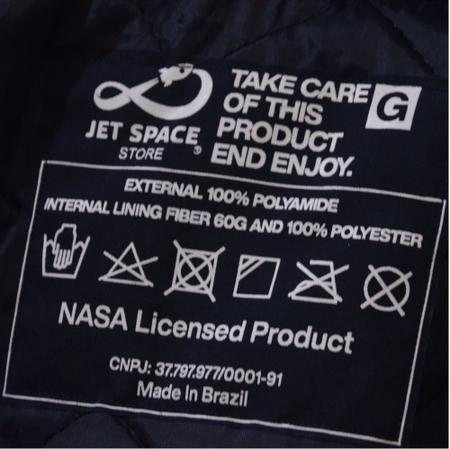 JET SPACE
STORE ®
TAKE CARE
OF THIS
PRODUCT
END ENJOY.
G
EXTERNAL 100% POLYAMIDE
INTERNAL LINING FIBER 60G AND 100% POLYESTER
NASA Licensed Product
CNPJ: 37.797.977/0001-91
Made in Brazil